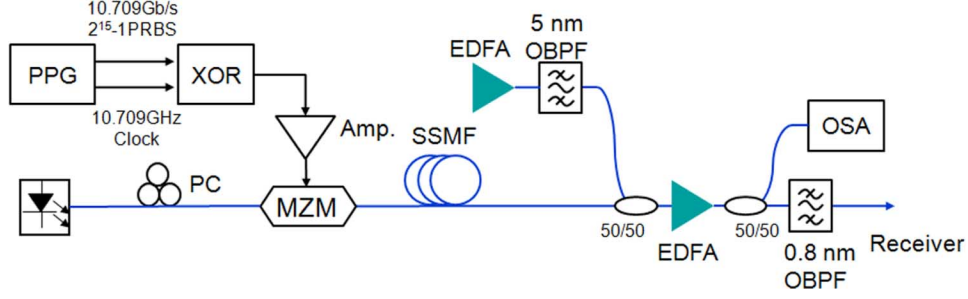 10.709Gb/s
2¹⁵-1PRBS
PPG
XOR
10.709GHz
Clock
Amp.
PC
MZM
SSMF
EDFA
5 nm
OBPF
50/50
EDFA
50/50
OSA
0.8 nm
OBPF
Receiver